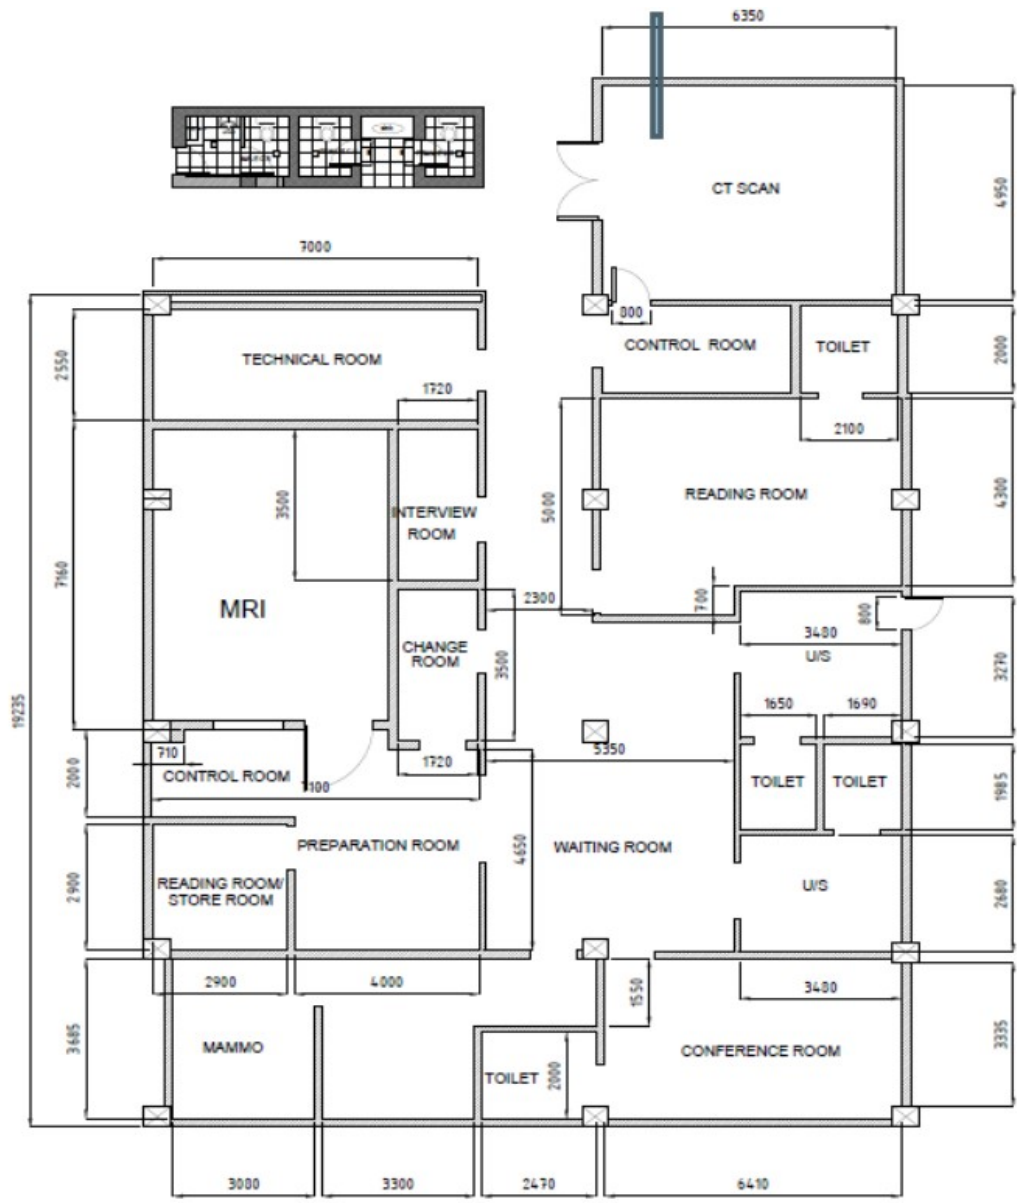 6350
CT SCAN
4950
7000
800
CONTROL ROOM
TOILET
2000
TECHNICAL ROOM
2550
1720
2100
3500
INTERVIEW
ROOM
5000
READING ROOM
4300
7160
MRI
2300
700
800
3480
U/S
3270
CHANGE
ROOM
3500
19235
1650
1690
710
CONTROL ROOM
1720
5350
TOILET
TOILET
1985
2000
PREPARATION ROOM
4650
WAITING ROOM
READING ROOM/
STORE ROOM
2900
U/S
2680
2900
4000
1550
3480
3685
MAMMO
TOILET
2000
CONFERENCE ROOM
3335
3080
3300
2470
6410